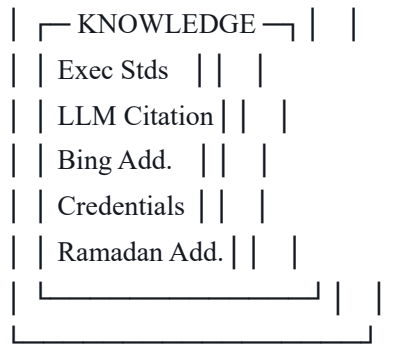 │ ┌─ KNOWLEDGE ─┐ │ │
│ │ Exec Stds │ │ │
│ │ LLM Citation │ │ │
│ │ Bing Add. │ │ │
│ │ Credentials │ │ │
│ │ Ramadan Add. │ │ │
│ └──────────────┘ │ │
└───────────────────┘